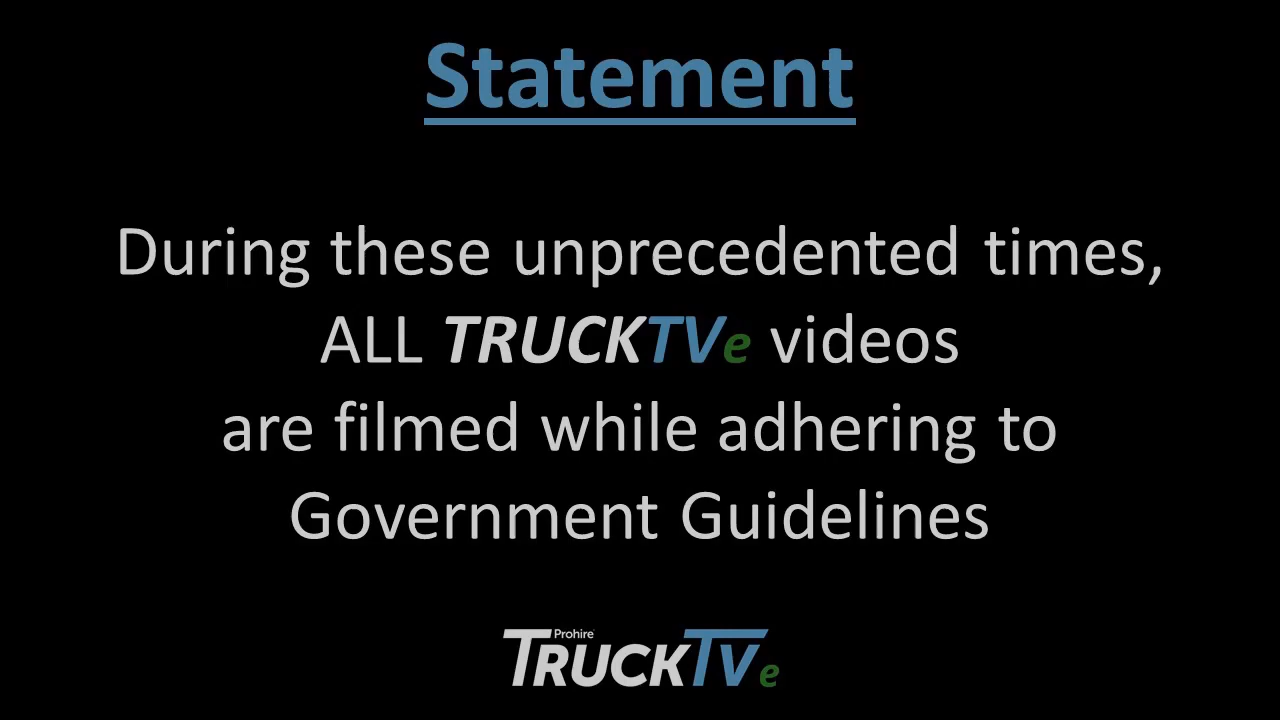 Statement
During these unprecedented times,
ALL TRUCKTVe videos
are filmed while adhering to
Government Guidelines
Prohire
TRUCKTVe